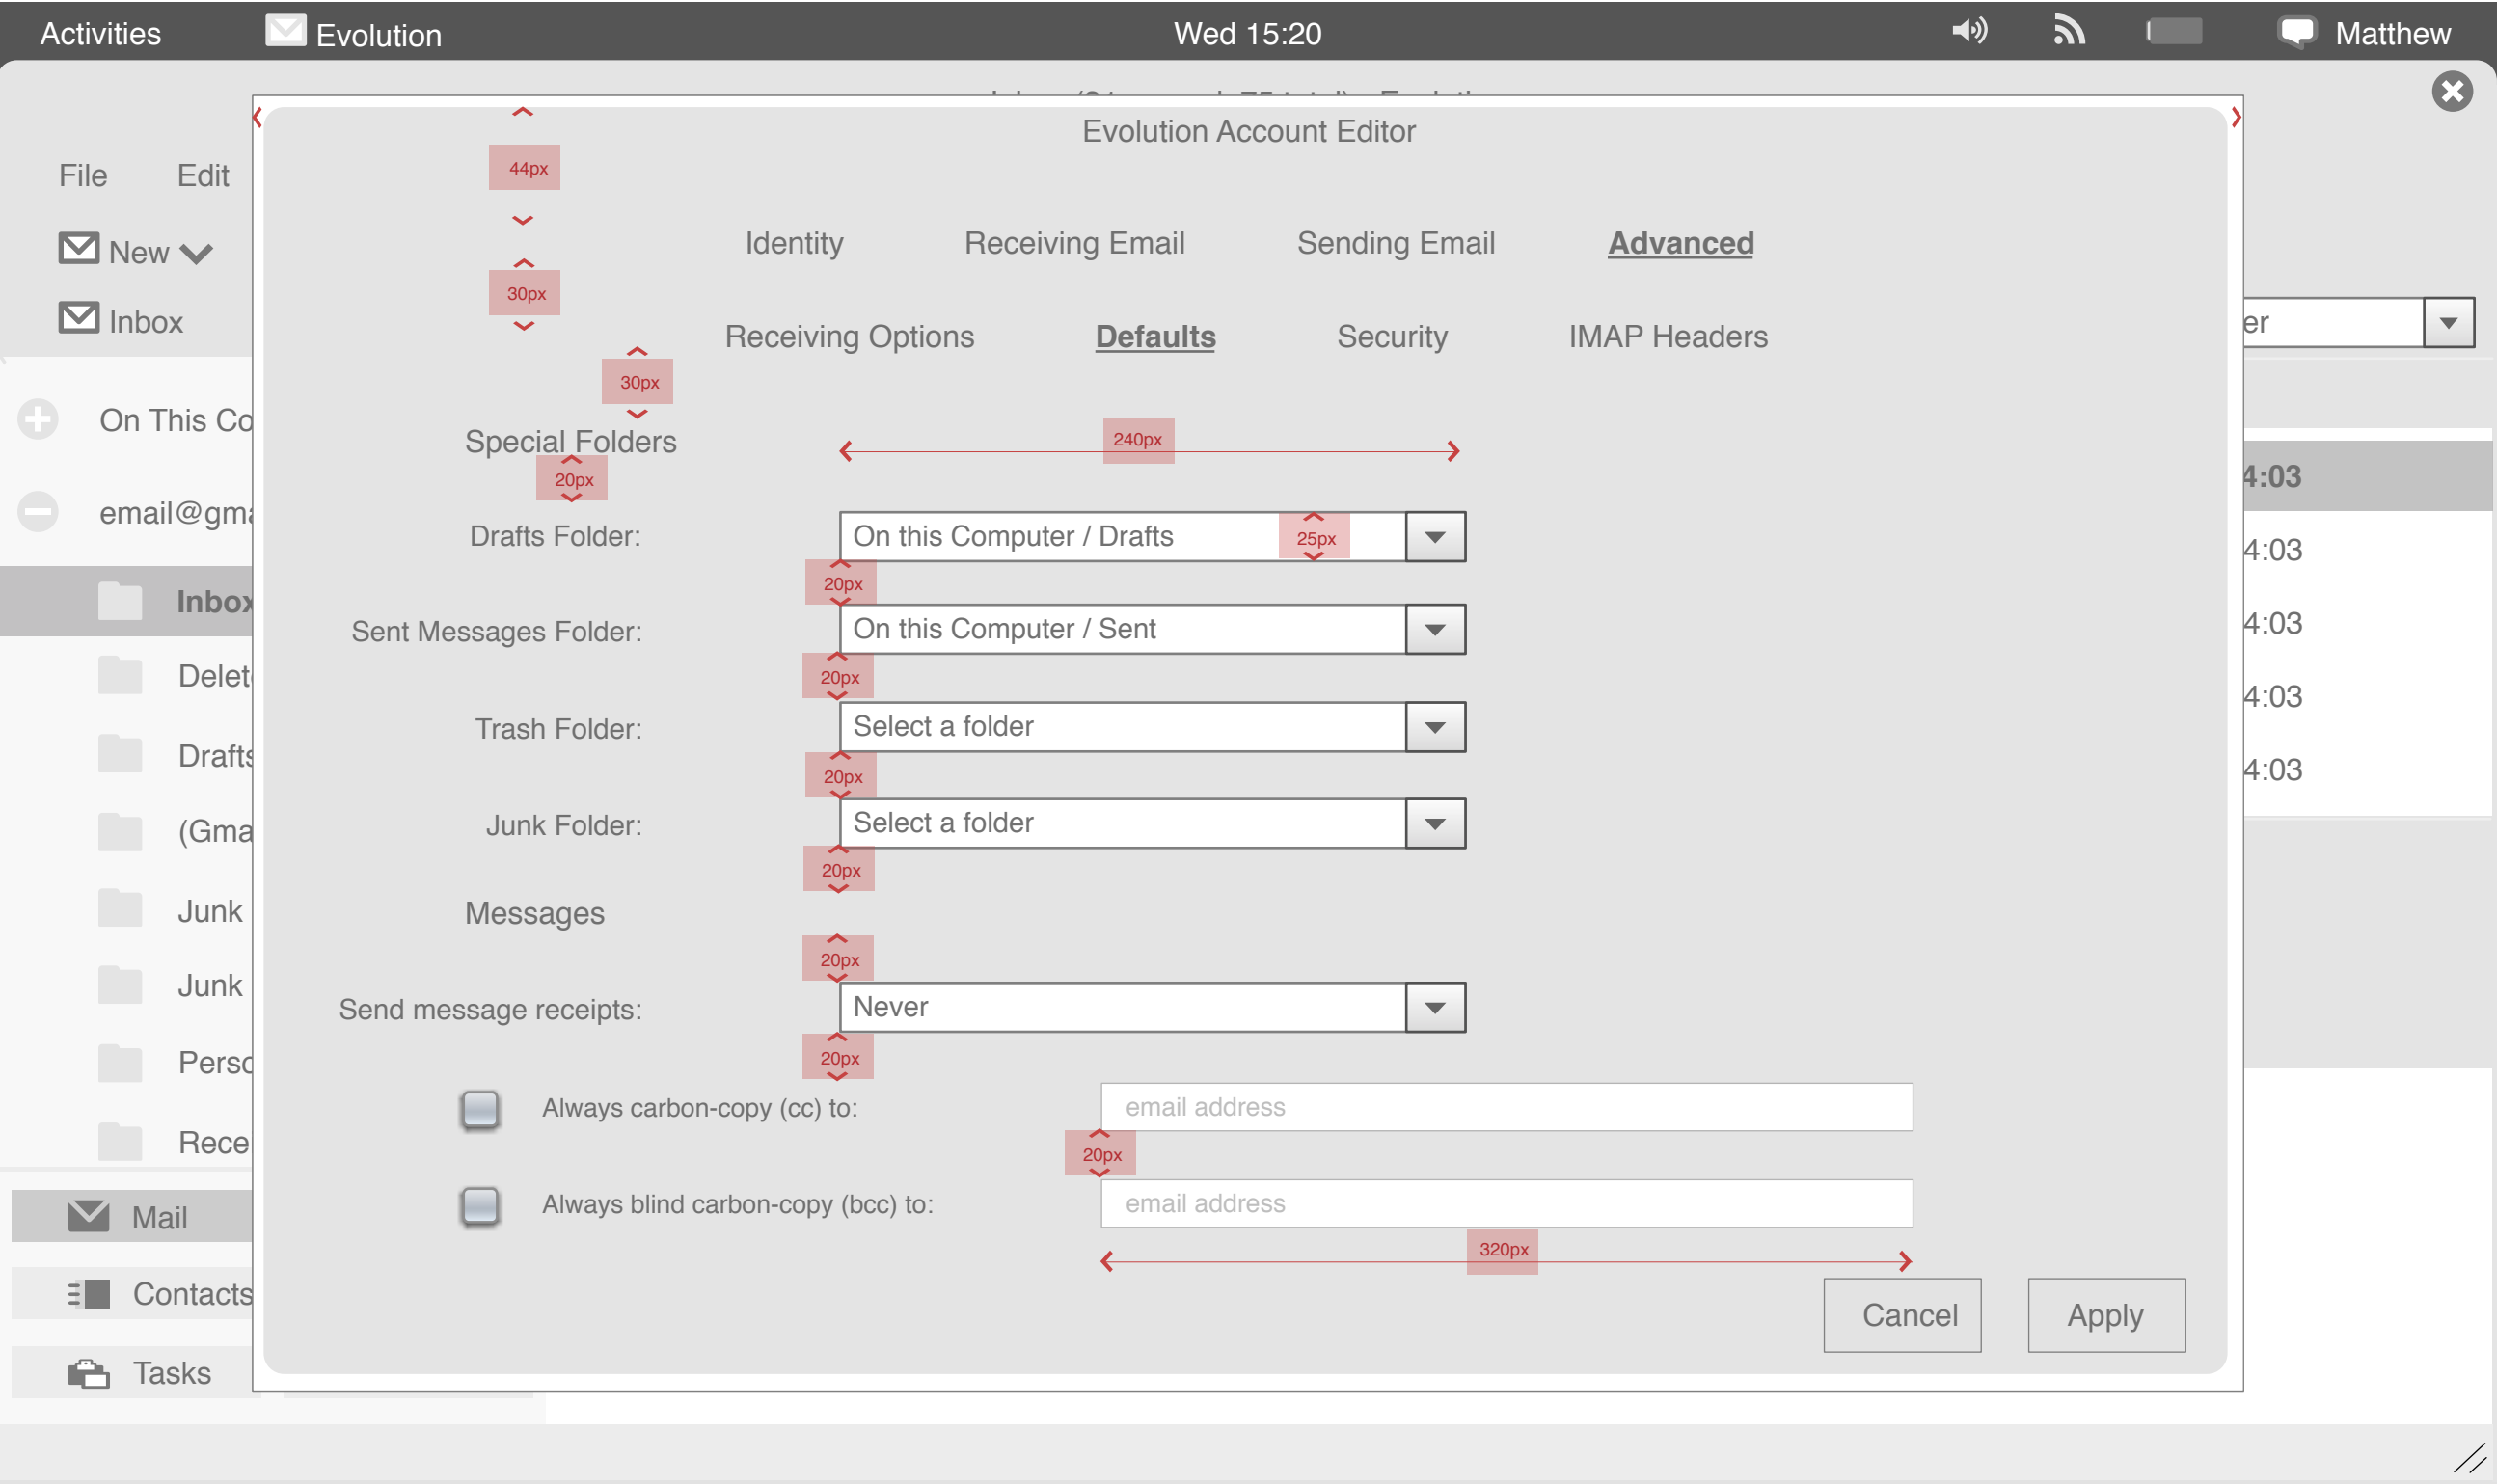 Activities Evolution Wed 15:20 Matthew
Evolution Account Editor
File Edit
44px
New
Identity Receiving Email Sending Email Advanced
30px
Inbox
Receiving Options Defaults Security IMAP Headers
er
30px
On This Co
Special Folders 240px
20px
4:03
email@gma
Drafts Folder: On this Computer / Drafts 25px
4:03
20px
Inbox
Sent Messages Folder: On this Computer / Sent
4:03
20px
Delet
4:03
Trash Folder: Select a folder
Drafts
20px
4:03
Junk Folder: Select a folder
(Gma
20px
Junk
Messages
20px
Junk
Send message receipts: Never
20px
Perso
Always carbon-copy (cc) to: email address
Rece
20px
Always blind carbon-copy (bcc) to: email address
Mail
320px
Contacts
Cancel Apply
Tasks